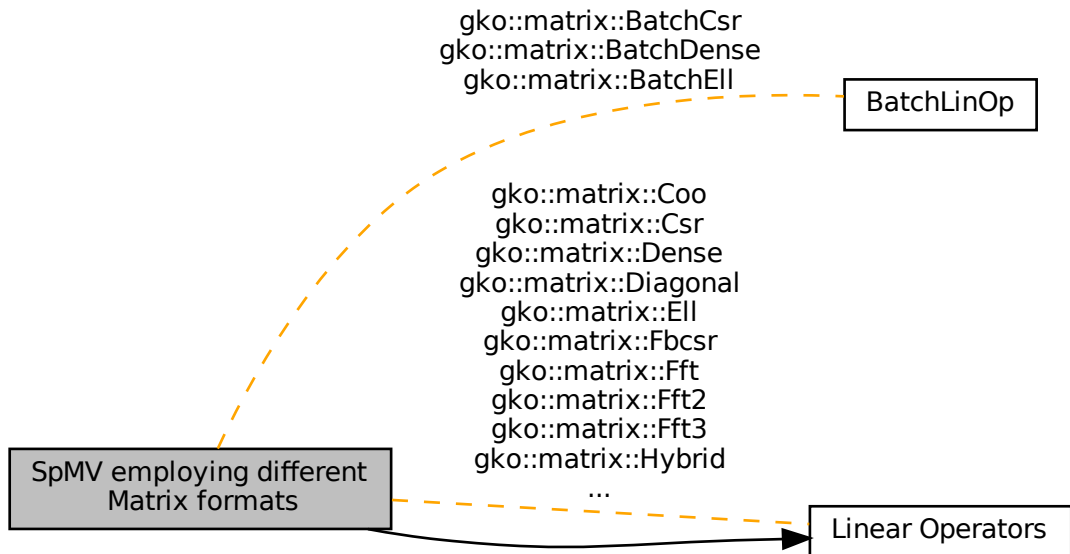 gko::matrix::BatchCsr
gko::matrix::BatchDense
gko::matrix::BatchEll
BatchLinOp
gko::matrix::Coo
gko::matrix::Csr
gko::matrix::Dense
gko::matrix::Diagonal
gko::matrix::Ell
gko::matrix::Fbcsr
gko::matrix::Fft
gko::matrix::Fft2
gko::matrix::Fft3
gko::matrix::Hybrid
...
SpMV employing different
Matrix formats
Linear Operators